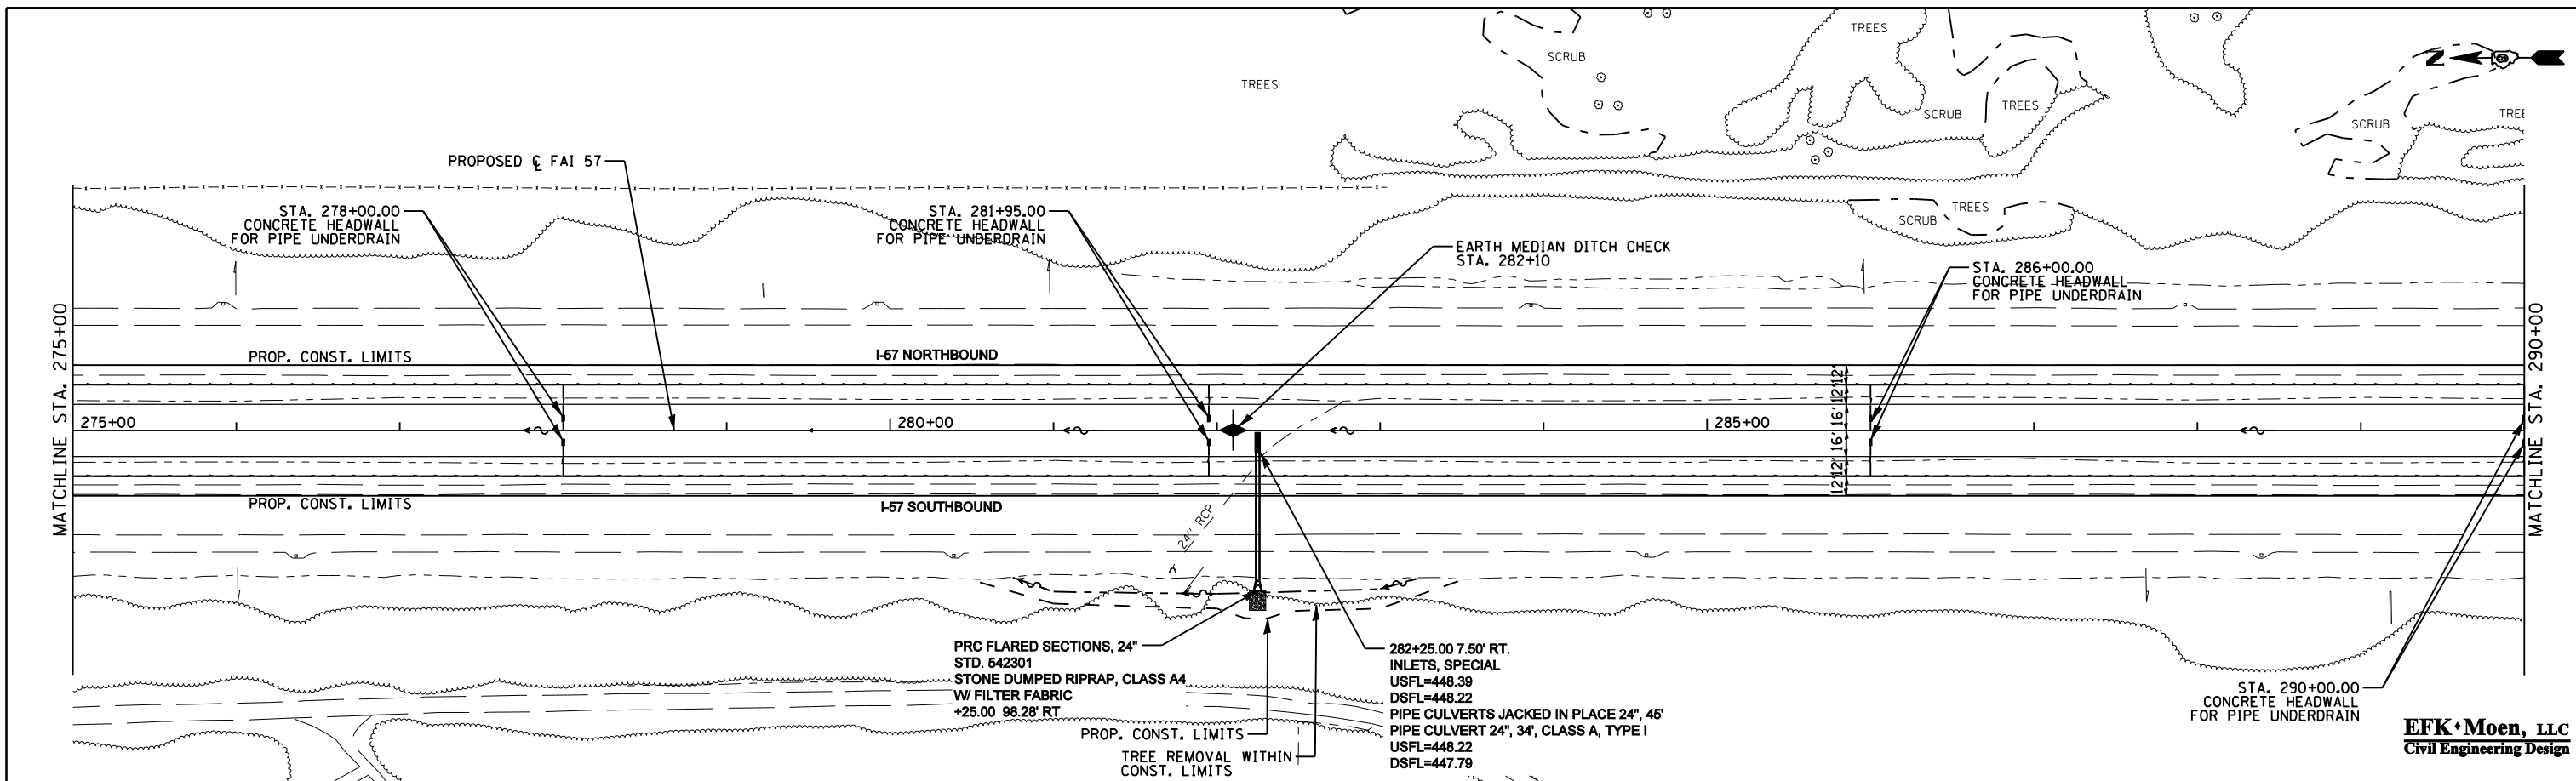 TREES
SCRUB
TREES
SCRUB
TREES
SCRUB
N
TREES
SCRUB
PROPOSED ℄ FAI 57
STA. 278+00.00
CONCRETE HEADWALL
FOR PIPE UNDERDRAIN
STA. 281+95.00
CONCRETE HEADWALL
FOR PIPE UNDERDRAIN
EARTH MEDIAN DITCH CHECK
STA. 282+10
STA. 286+00.00
CONCRETE HEADWALL
FOR PIPE UNDERDRAIN
MATCHLINE STA. 275+00
MATCHLINE STA. 290+00
PROP. CONST. LIMITS
I-57 NORTHBOUND
275+00
280+00
285+00
12' 12' 16' 16' 12' 12'
PROP. CONST. LIMITS
I-57 SOUTHBOUND
24" RCP
PRC FLARED SECTIONS, 24"
STD. 542301
STONE DUMPED RIPRAP, CLASS A4
W/ FILTER FABRIC
+25.00 98.28' RT
PROP. CONST. LIMITS
TREE REMOVAL WITHIN
CONST. LIMITS
282+25.00 7.50' RT.
INLETS, SPECIAL
USFL=448.39
DSFL=448.22
PIPE CULVERTS JACKED IN PLACE 24", 45'
PIPE CULVERT 24", 34', CLASS A, TYPE I
USFL=448.22
DSFL=447.79
STA. 290+00.00
CONCRETE HEADWALL
FOR PIPE UNDERDRAIN
EFK•Moen, LLC
Civil Engineering Design